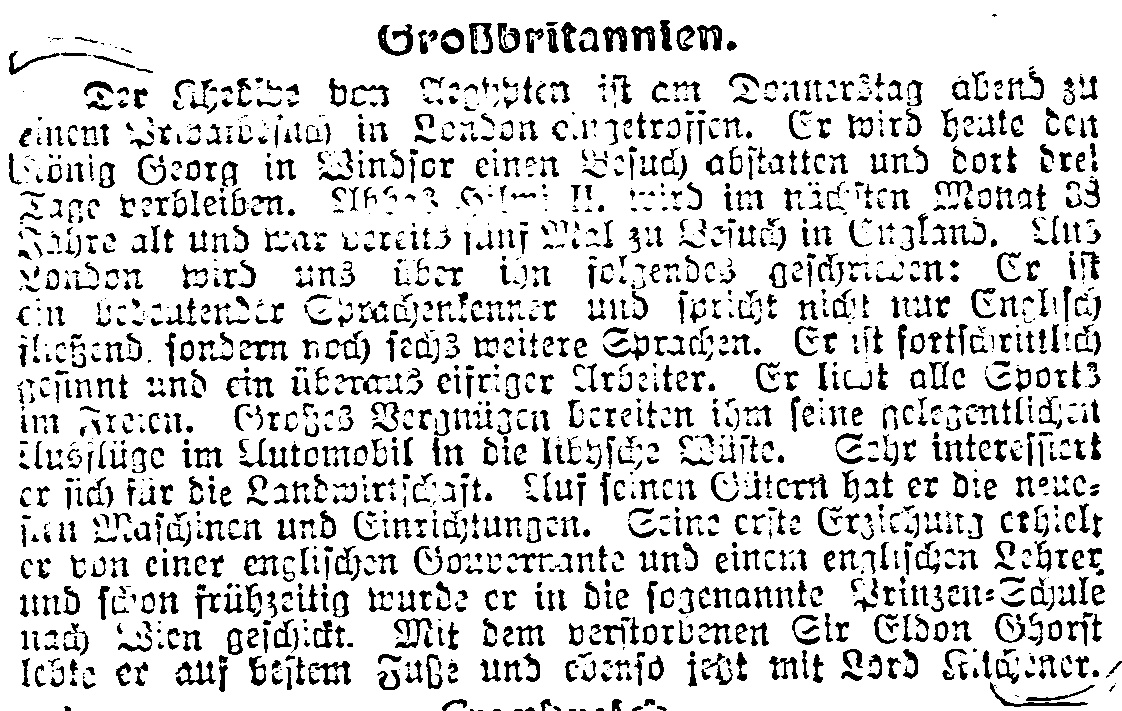 Großbritannien.
Der Khedive von Aegypten ist am Donnerstag abend zu
einem Privatbesuch in London eingetroffen. Er wird heute den
König Georg in Windsor einen Besuch abstatten und dort drei
Tage verbleiben. Abbas Hilmi II. wird im nächsten Monat 38
Jahre alt und war bereits fünf Mal zu Besuch in England. Aus
London wird uns über ihn folgendes geschrieben: Er ist
ein bedeutender Sprachenkenner und spricht nicht nur Englisch
fließend, sondern noch sechs weitere Sprachen. Er ist fortschrittlich
gesinnt und ein überaus eifriger Arbeiter. Er liebt alle Sports
im Freien. Großes Vergnügen bereiten ihm seine gelegentlichen
Ausflüge im Automobil in die libysche Wüste. Sehr interessiert
er sich für die Landwirtschaft. Auf seinen Gütern hat er die neue-
sten Maschinen und Einrichtungen. Seine erste Erziehung erhielt
er von einer englischen Gouvernante und einem englischen Lehrer,
und schon frühzeitig wurde er in die sogenannte Prinzen-Schule
nach Wien geschickt. Mit dem verstorbenen Sir Eldon Ghorst
lebte er auf bestem Fuße und ebenso jetzt mit Lord Kitchener.